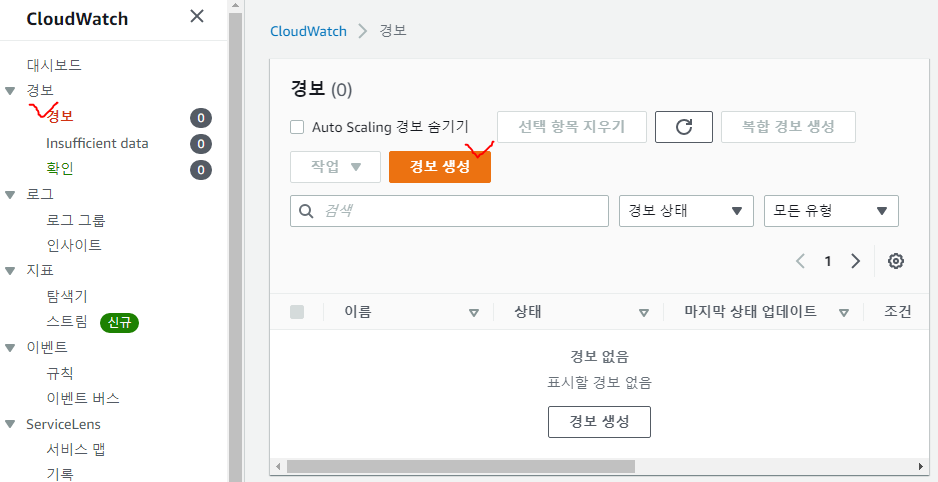 CloudWatch
대시보드
경보
경보 0
Insufficient data 0
확인 0
로그
로그 그룹
인사이트
지표
탐색기
스트림 신규
이벤트
규칙
이벤트 버스
ServiceLens
서비스 맵
기록
CloudWatch > 경보
경보 (0)
Auto Scaling 경보 숨기기 선택 항목 지우기 복합 경보 생성
작업 경보 생성
검색 경보 상태 모든 유형
1
이름 상태 마지막 상태 업데이트 조건
경보 없음
표시할 경보 없음
경보 생성